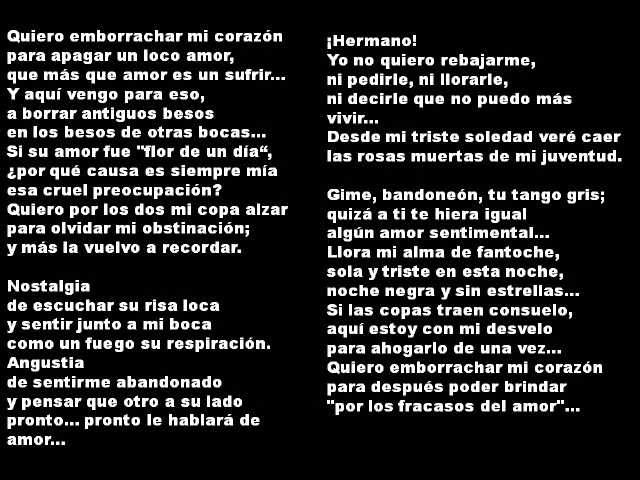 Quiero emborrachar mi corazón
para apagar un loco amor,
que más que amor es un sufrir...
Y aquí vengo para eso,
a borrar antiguos besos
en los besos de otras bocas...
Si su amor fue "flor de un día“,
¿por qué causa es siempre mía
esa cruel preocupación?
Quiero por los dos mi copa alzar
para olvidar mi obstinación;
y más la vuelvo a recordar.

Nostalgia
de escuchar su risa loca
y sentir junto a mi boca
como un fuego su respiración.
Angustia
de sentirme abandonado
y pensar que otro a su lado
pronto... pronto le hablará de
amor...

¡Hermano!
Yo no quiero rebajarme,
ni pedirle, ni llorarle,
ni decirle que no puedo más
vivir...
Desde mi triste soledad veré caer
las rosas muertas de mi juventud.

Gime, bandoneón, tu tango gris;
quizá a ti te hiera igual
algún amor sentimental...
Llora mi alma de fantoche,
sola y triste en esta noche,
noche negra y sin estrellas...
Si las copas traen consuelo,
aquí estoy con mi desvelo
para ahogarlo de una vez...
Quiero emborrachar mi corazón
para después poder brindar
"por los fracasos del amor"...